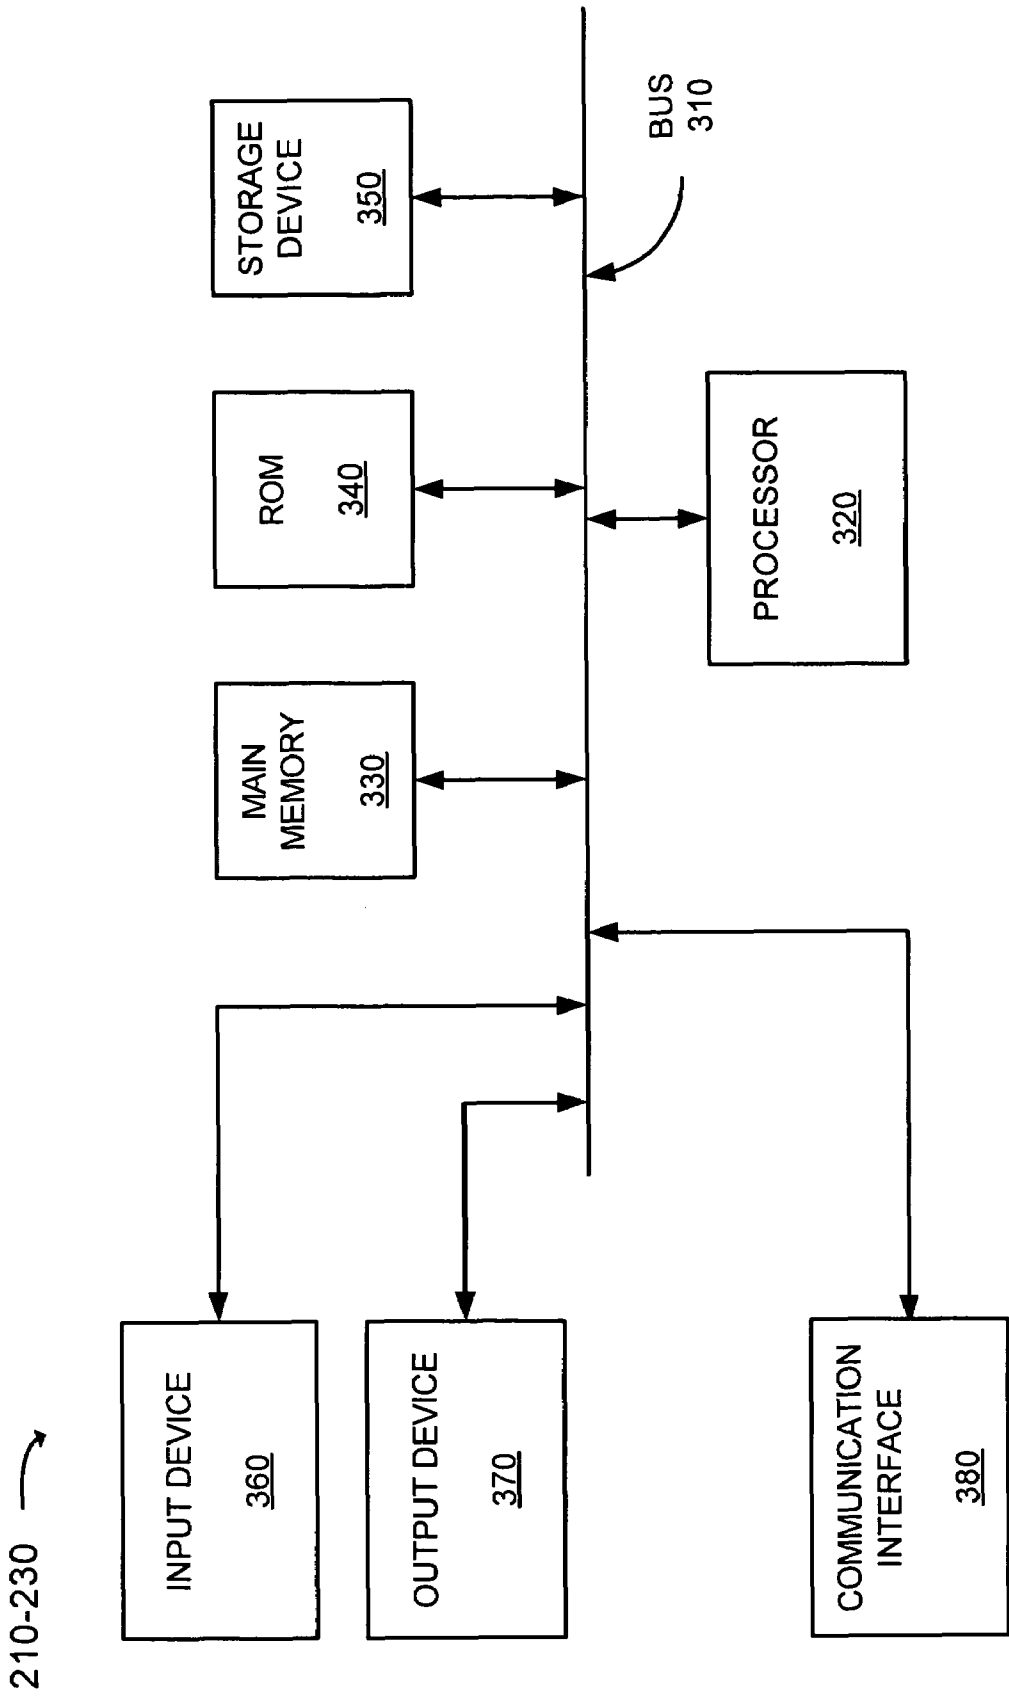 210-230
INPUT DEVICE
360
OUTPUT DEVICE
370
COMMUNICATION
INTERFACE
380
MAIN
MEMORY
330
ROM
340
STORAGE
DEVICE
350
PROCESSOR
320
BUS
310